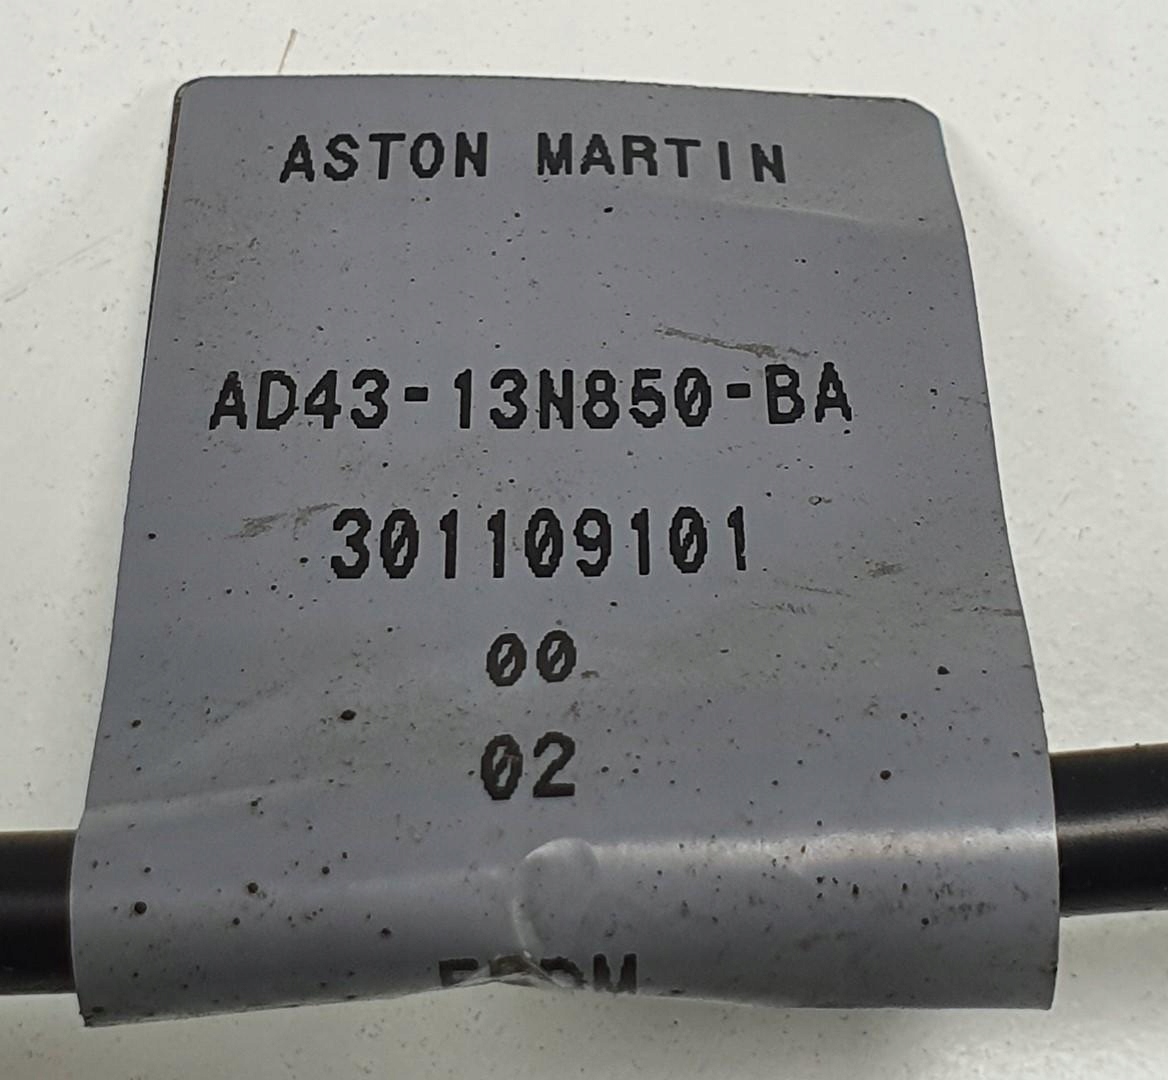 ASTON MARTIN
AD43-13N850-BA
301109101
00
02